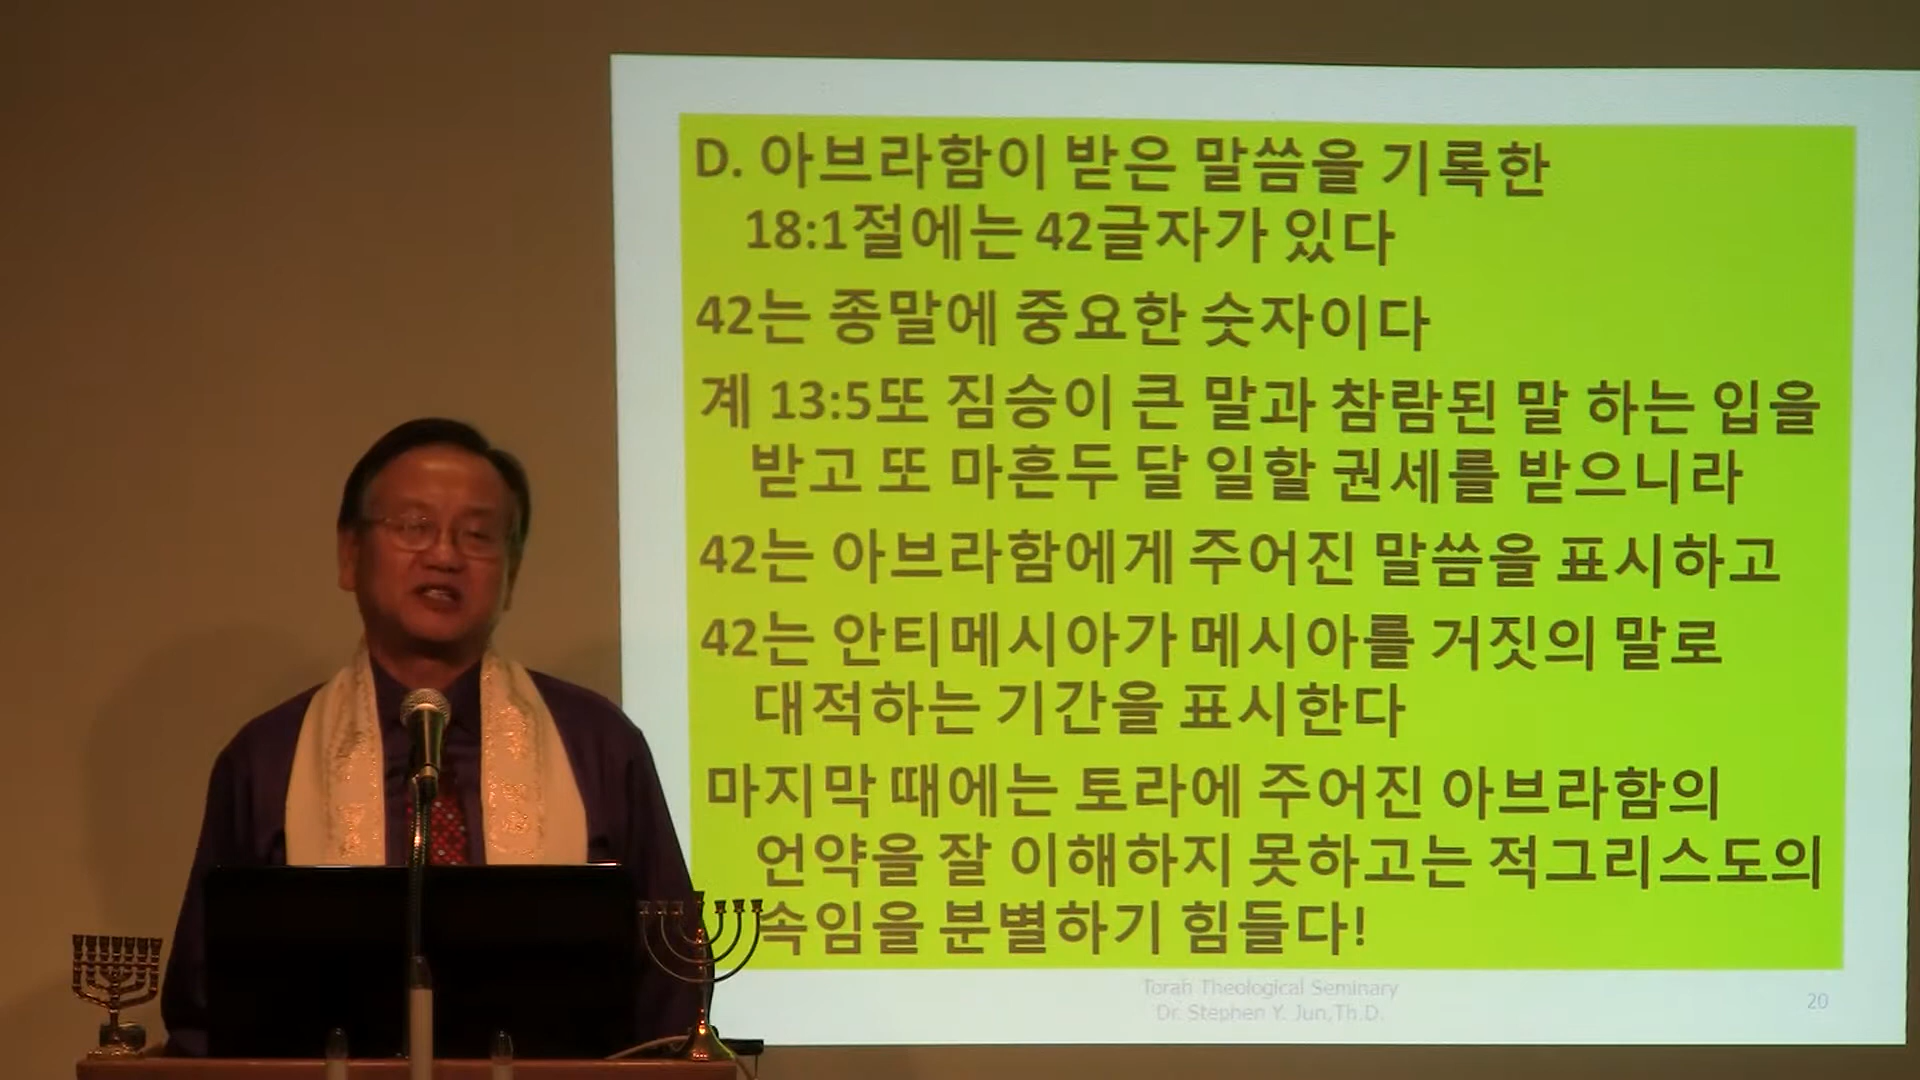 D. 아브라함이 받은 말씀을 기록한
18:1절에는 42글자가 있다
42는 종말에 중요한 숫자이다
계 13:5또 짐승이 큰 말과 참람된 말 하는 입을
받고 또 마흔두 달 일할 권세를 받으니라
42는 아브라함에게 주어진 말씀을 표시하고
42는 안티메시아가 메시아를 거짓의 말로
대적하는 기간을 표시한다
마지막 때에는 토라에 주어진 아브라함의
언약을 잘 이해하지 못하고는 적그리스도의
속임을 분별하기 힘들다!
Torah Theological Seminary
Dr. Stephen Y. Jun,Th.D.
20